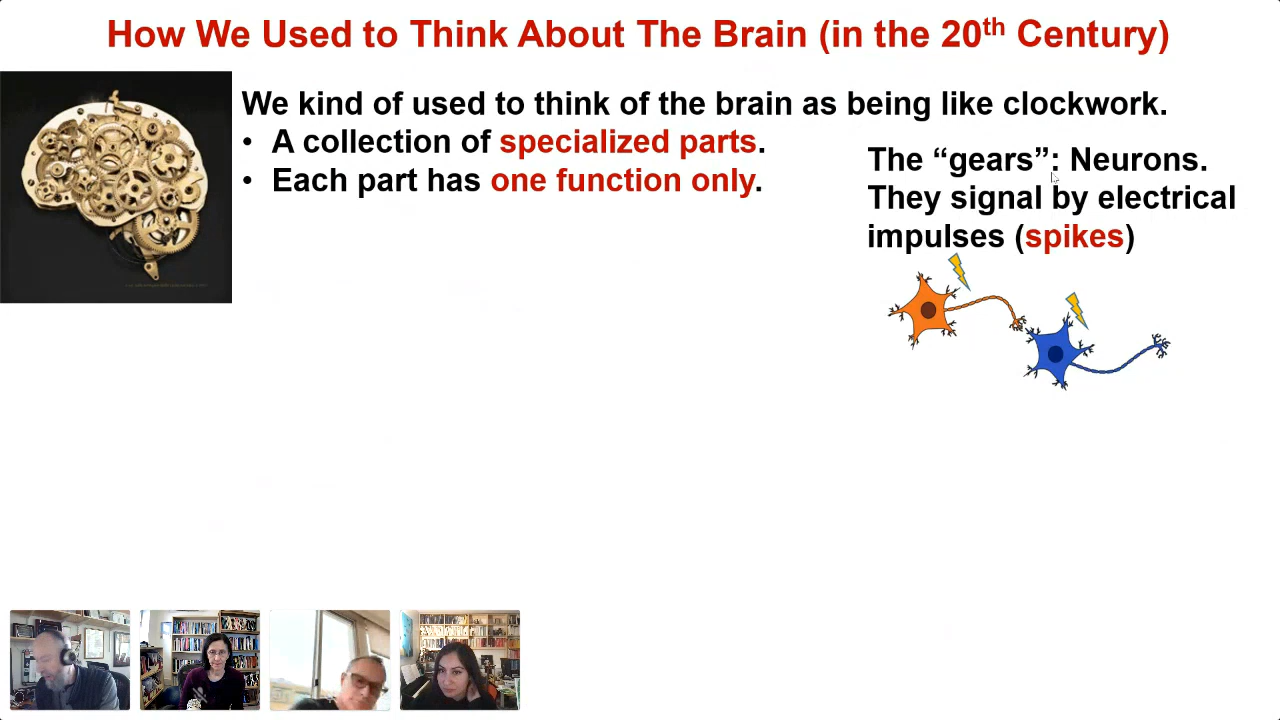 How We Used to Think About The Brain (in the 20th Century)
We kind of used to think of the brain as being like clockwork.
• A collection of specialized parts.
• Each part has one function only.
The “gears”: Neurons.
They signal by electrical
impulses (spikes)